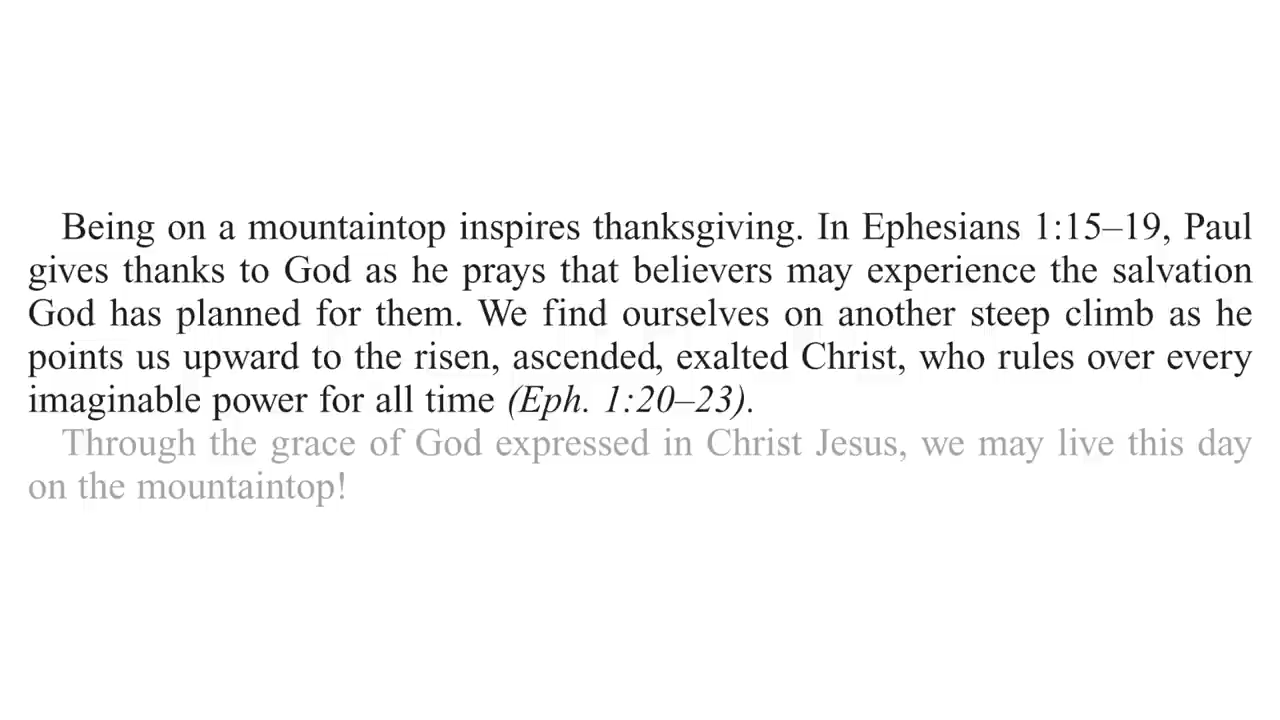 Being on a mountaintop inspires thanksgiving. In Ephesians 1:15–19, Paul
gives thanks to God as he prays that believers may experience the salvation
God has planned for them. We find ourselves on another steep climb as he
points us upward to the risen, ascended, exalted Christ, who rules over every
imaginable power for all time (Eph. 1:20–23).
Through the grace of God expressed in Christ Jesus, we may live this day
on the mountaintop!